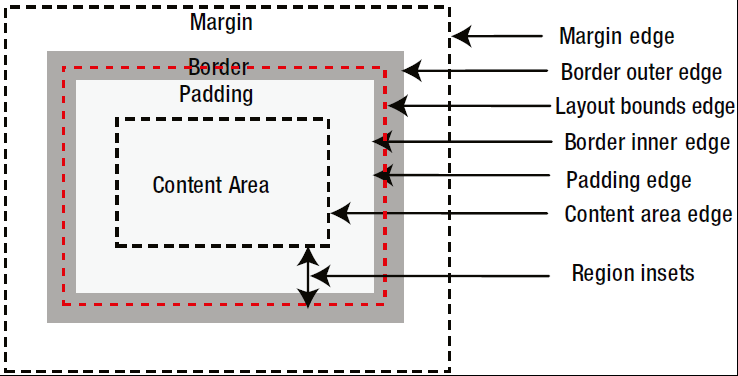 Margin
Margin edge
Border
Border outer edge
Padding
Layout bounds edge
Border inner edge
Content Area
Padding edge
Content area edge
Region insets